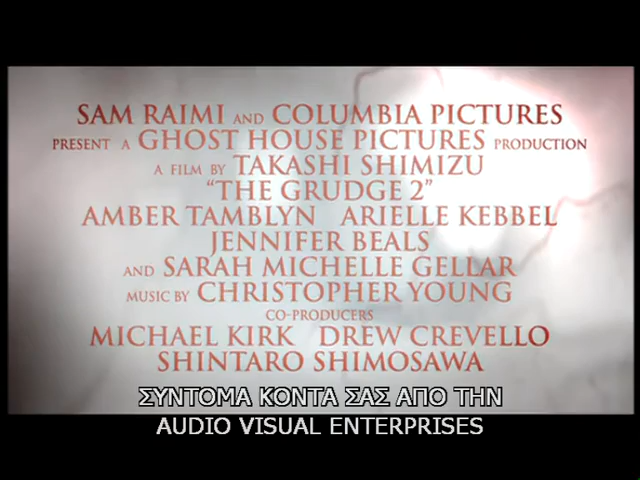 SAM RAIMI AND COLUMBIA PICTURES
PRESENT A GHOST HOUSE PICTURES PRODUCTION
A FILM BY TAKASHI SHIMIZU
“THE GRUDGE 2”
AMBER TAMBLYN ARIELLE KEBBEL
JENNIFER BEALS
AND SARAH MICHELLE GELLAR
MUSIC BY CHRISTOPHER YOUNG
CO-PRODUCERS
MICHAEL KIRK DREW CREVELLO
SHINTARO SHIMOSAWA
ΣΥΝΤΟΜΑ ΚΟΝΤΑ ΣΑΣ ΑΠΟ ΤΗΝ
AUDIO VISUAL ENTERPRISES